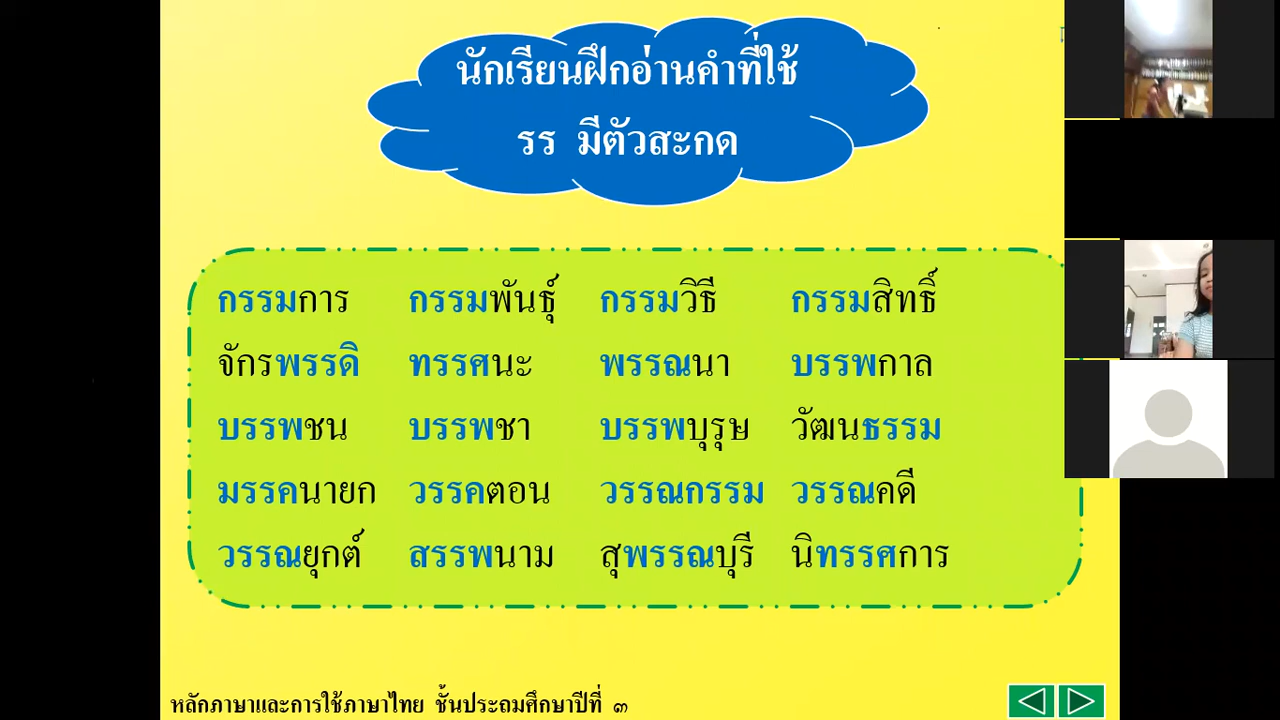 นักเรียนฝึกอ่านคำที่ใช้
รร มีตัวสะกด
กรรมการ กรรมพันธุ์ กรรมวิธี กรรมสิทธิ์
จักรพรรดิ ทรรศนะ พรรณนา บรรพกาล
บรรพชน บรรพชา บรรพบุรุษ วัฒนธรรม
มรรคนายก วรรคตอน วรรณกรรม วรรณคดี
วรรณยุกต์ สรรพนาม สุพรรณบุรี นิทรรศการ
หลักภาษาและการใช้ภาษาไทย ชั้นประถมศึกษาปีที่ ๓